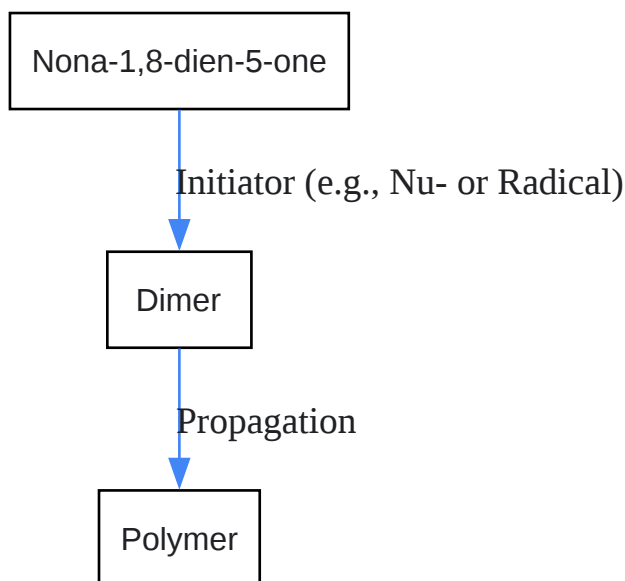 Nona-1,8-dien-5-one
Initiator (e.g., Nu- or Radical)
Dimer
Propagation
Polymer